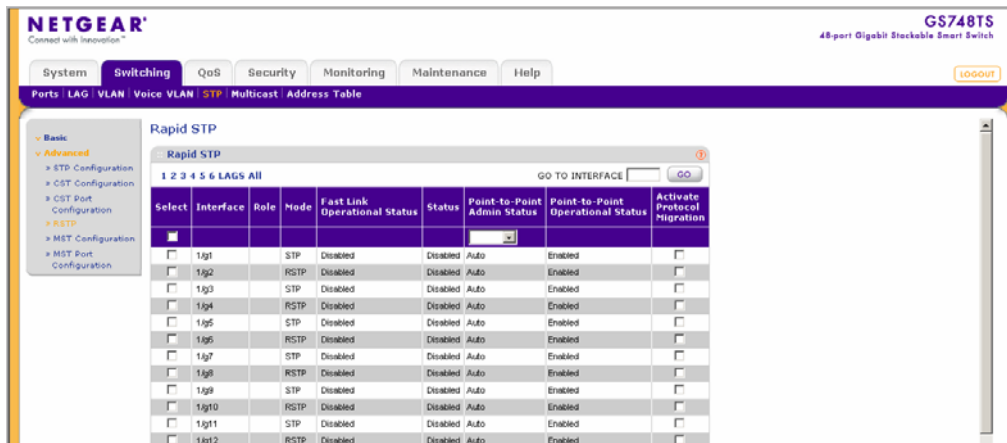 NETGEAR
Connect with Innovation™
GS748TS
48-port Gigabit Stackable Smart Switch
System Switching QoS Security Monitoring Maintenance Help
LOGOUT
Ports LAG VLAN Voice VLAN STP Multicast Address Table
Basic
Advanced
» STP Configuration
» CST Configuration
» CST Port Configuration
» RSTP
» MST Configuration
» MST Port Configuration
Rapid STP
Rapid STP
1 2 3 4 5 6 LAGS All GO TO INTERFACE GO
Select Interface Role Mode Fast Link Operational Status Status Point-to-Point Admin Status Point-to-Point Operational Status Activate Protocol Migration
1/g1 STP Disabled Disabled Auto Enabled
1/g2 RSTP Disabled Disabled Auto Enabled
1/g3 STP Disabled Disabled Auto Enabled
1/g4 RSTP Disabled Disabled Auto Enabled
1/g5 STP Disabled Disabled Auto Enabled
1/g6 RSTP Disabled Disabled Auto Enabled
1/g7 STP Disabled Disabled Auto Enabled
1/g8 RSTP Disabled Disabled Auto Enabled
1/g9 STP Disabled Disabled Auto Enabled
1/g10 RSTP Disabled Disabled Auto Enabled
1/g11 STP Disabled Disabled Auto Enabled
1/g12 RSTP Disabled Disabled Auto Enabled